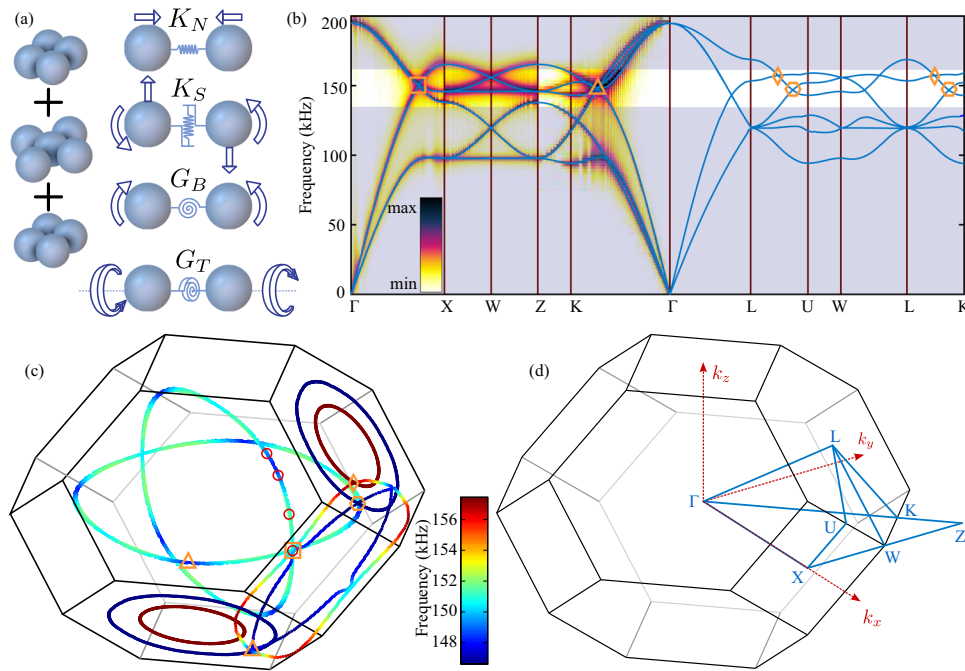 (a)
K_N
K_S
G_B
G_T
(b)
Frequency (kHz)
200
150
100
50
0
max
min
Γ X W Z K Γ L U W L K
(c)
Frequency (kHz)
156
154
152
150
148
(d)
k_z
k_y
k_x
L
Γ
K
U
Z
W
X